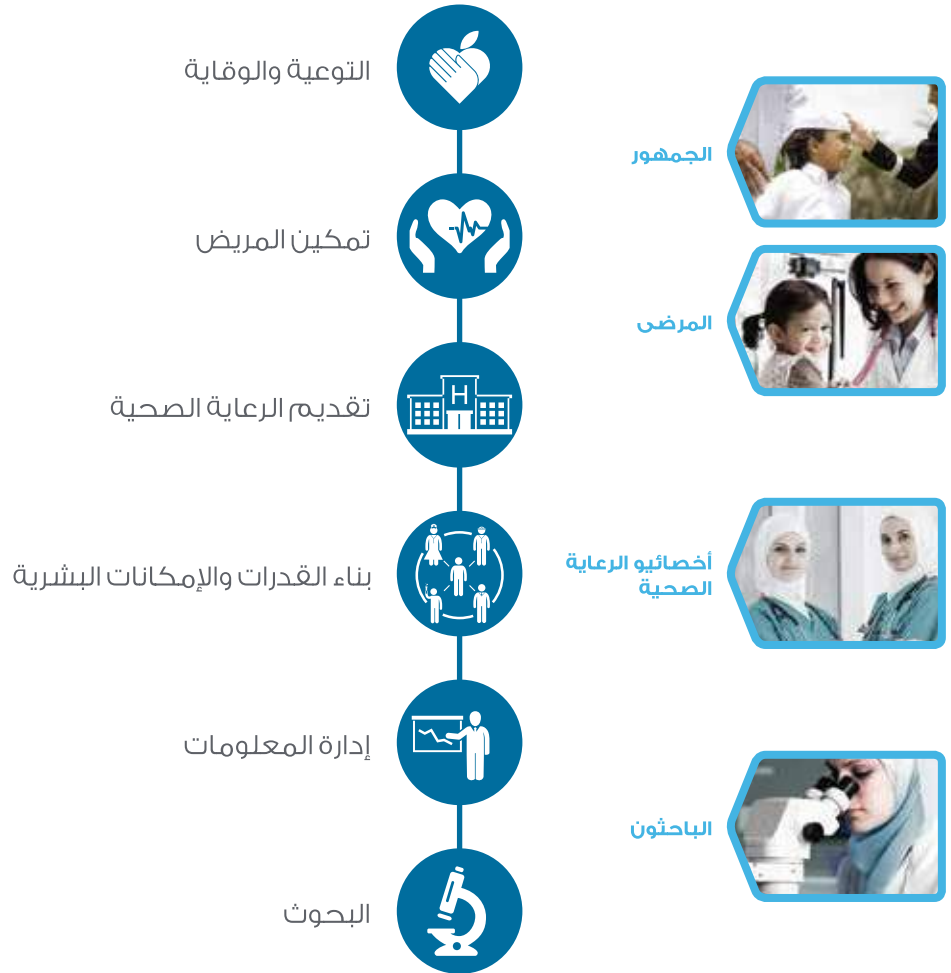 الجمهور
المرضى
أخصائيو الرعاية
الصحية
الباحثون
التوعية والوقاية
تمكين المريض
تقديم الرعاية الصحية
H
بناء القدرات والإمكانات البشرية
إدارة المعلومات
البحوث